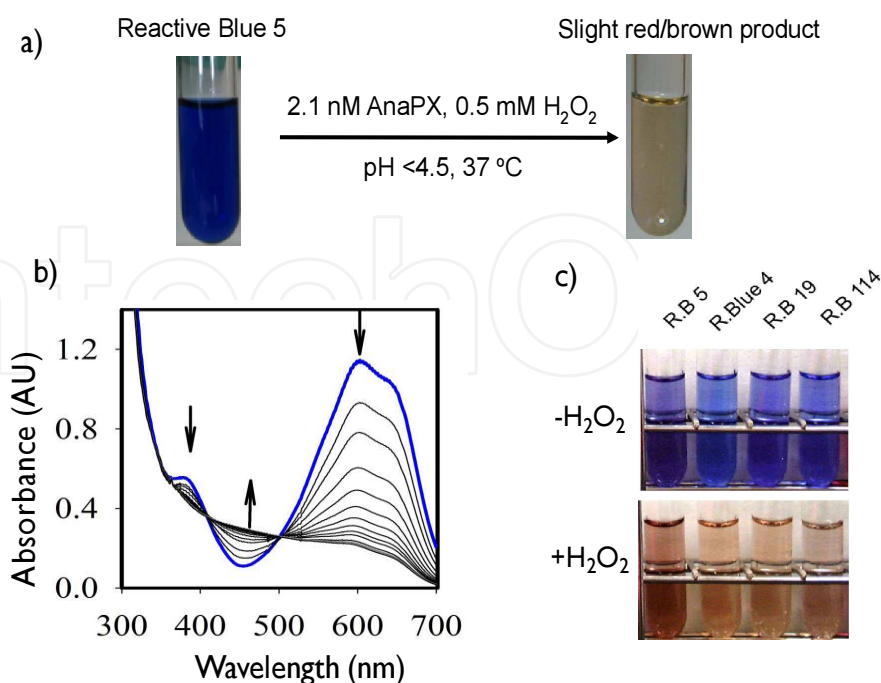 a)
Reactive Blue 5
Slight red/brown product
2.1 nM AnaPX, 0.5 mM H₂O₂
pH <4.5, 37 ºC
b)
1.2
0.8
0.4
0.0
300 400 500 600 700
Absorbance (AU)
Wavelength (nm)
c)
R.B 5 R.Blue 4 R.B 19 R.B 114
-H₂O₂
+H₂O₂